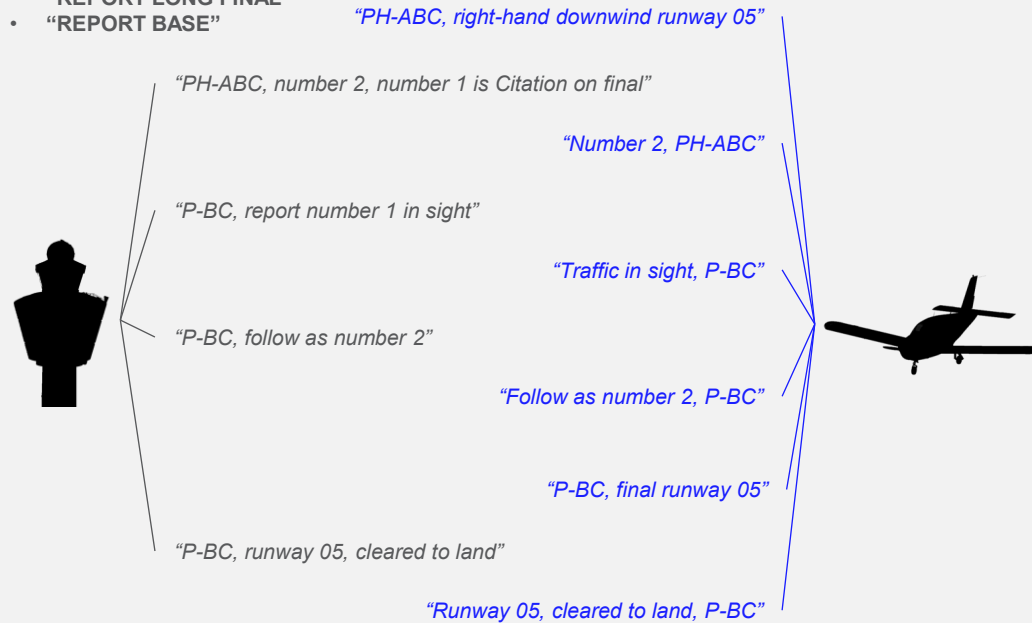 “REPORT LONG FINAL”
• “REPORT BASE”
“PH-ABC, right-hand downwind runway 05”
“PH-ABC, number 2, number 1 is Citation on final”
“Number 2, PH-ABC”
“P-BC, report number 1 in sight”
“Traffic in sight, P-BC”
“P-BC, follow as number 2”
“Follow as number 2, P-BC”
“P-BC, final runway 05”
“P-BC, runway 05, cleared to land”
“Runway 05, cleared to land, P-BC”